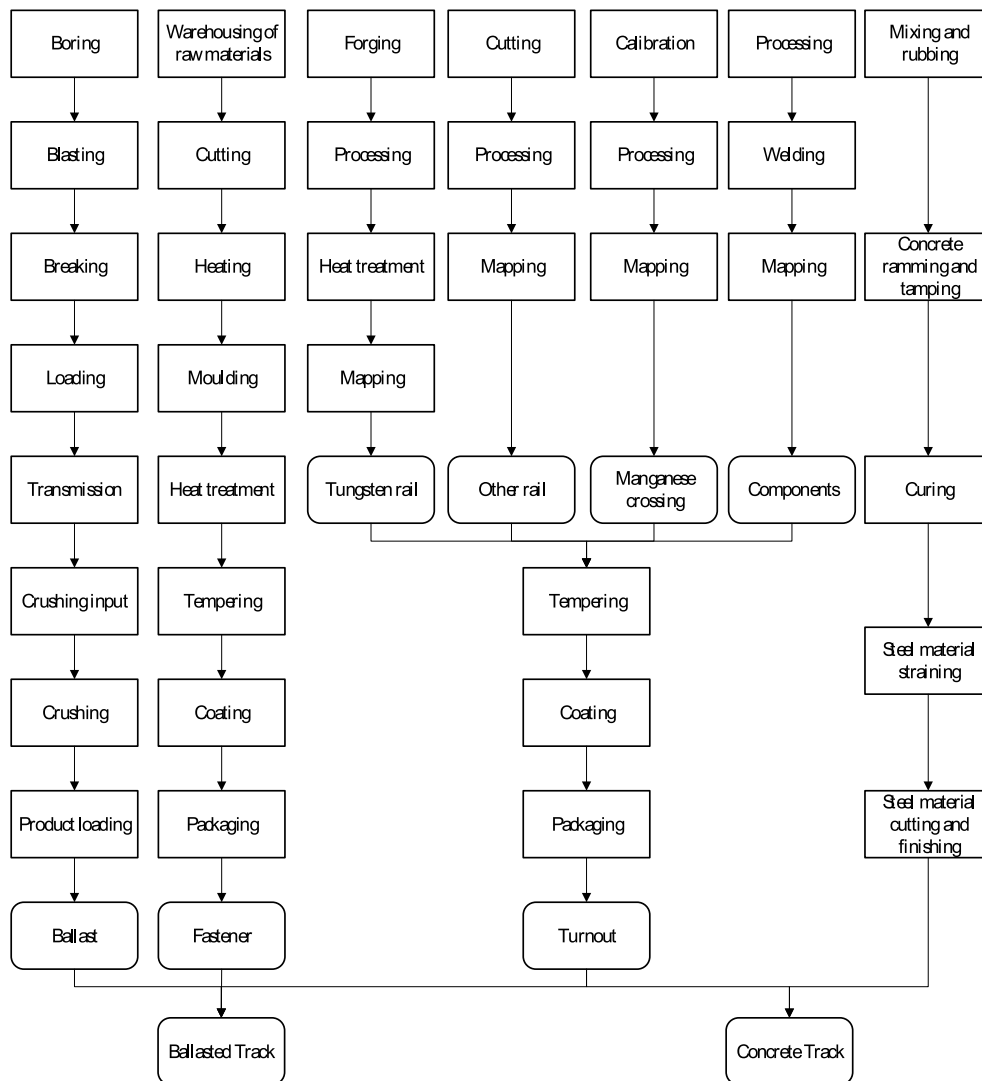 Boring
Warehousing of
raw materials
Forging
Cutting
Calibration
Processing
Mixing and
rubbing
Blasting
Cutting
Processing
Processing
Processing
Welding
Breaking
Heating
Heat treatment
Mapping
Mapping
Mapping
Concrete
ramming and
tamping
Loading
Moulding
Mapping
Transmission
Heat treatment
Tungsten rail
Other rail
Manganese
crossing
Components
Curing
Crushing input
Tempering
Tempering
Steel material
straining
Crushing
Coating
Coating
Product loading
Packaging
Packaging
Steel material
cutting and
finishing
Ballast
Fastener
Turnout
Ballasted Track
Concrete Track